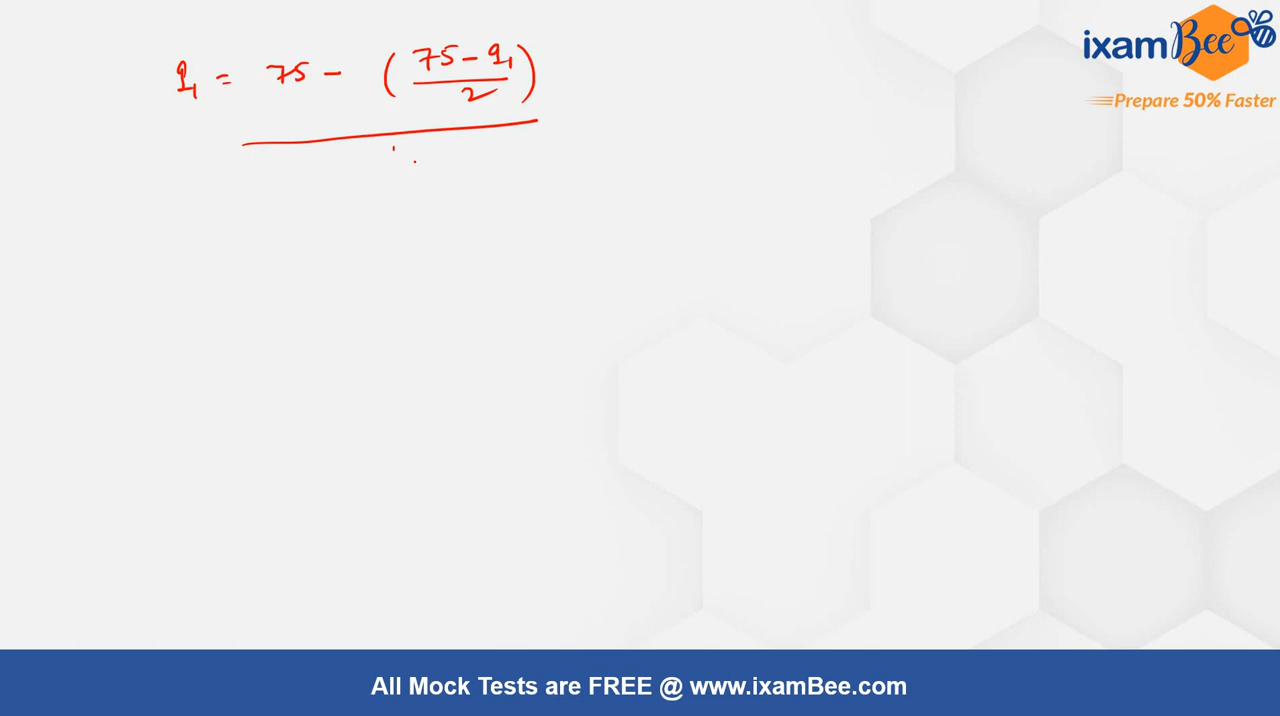 ixamBee
Prepare 50% Faster
q₁ = 75 - (75 - q₁ / 2)
All Mock Tests are FREE @ www.ixamBee.com